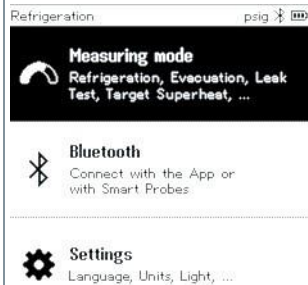 Refrigeration psig
Measuring mode
Refrigeration, Evacuation, Leak
Test, Target Superheat, ...
Bluetooth
Connect with the App or
with Smart Probes
Settings
Language, Units, Light, ...